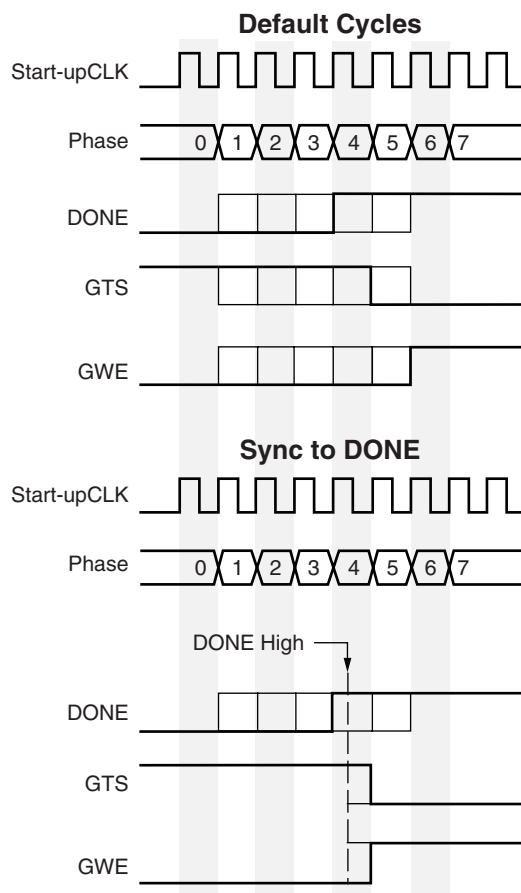 Default Cycles
Start-upCLK
Phase 0 1 2 3 4 5 6 7
DONE
GTS
GWE
Sync to DONE
Start-upCLK
Phase 0 1 2 3 4 5 6 7
DONE High
DONE
GTS
GWE